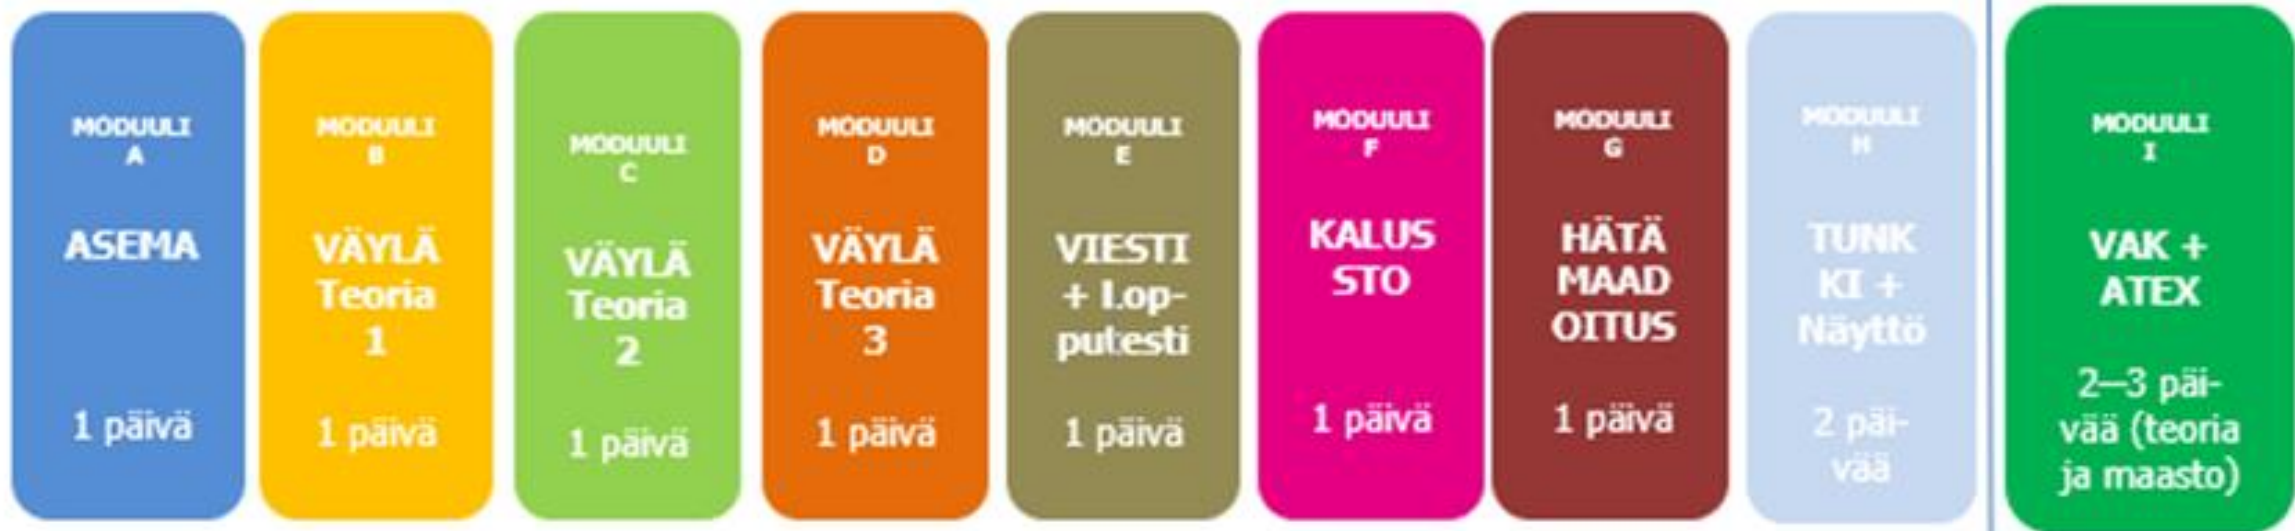 MODUULI
A
ASEMA
1 päivä
MODUULI
B
VÄYLÄ
Teoria
1
1 päivä
MODUULI
C
VÄYLÄ
Teoria
2
1 päivä
MODUULI
D
VÄYLÄ
Teoria
3
1 päivä
MODUULI
E
VIESTI
+ Lop-
putesti
1 päivä
MODUULI
F
KALUS
STO
1 päivä
MODUULI
G
HÄTÄ
MAAD
OITUS
1 päivä
MODUULI
H
TUNK
KI +
Näyttö
2 päi-
vää
MODUULI
I
VAK +
ATEX
2–3 päi-
vää (teoria
ja maasto)